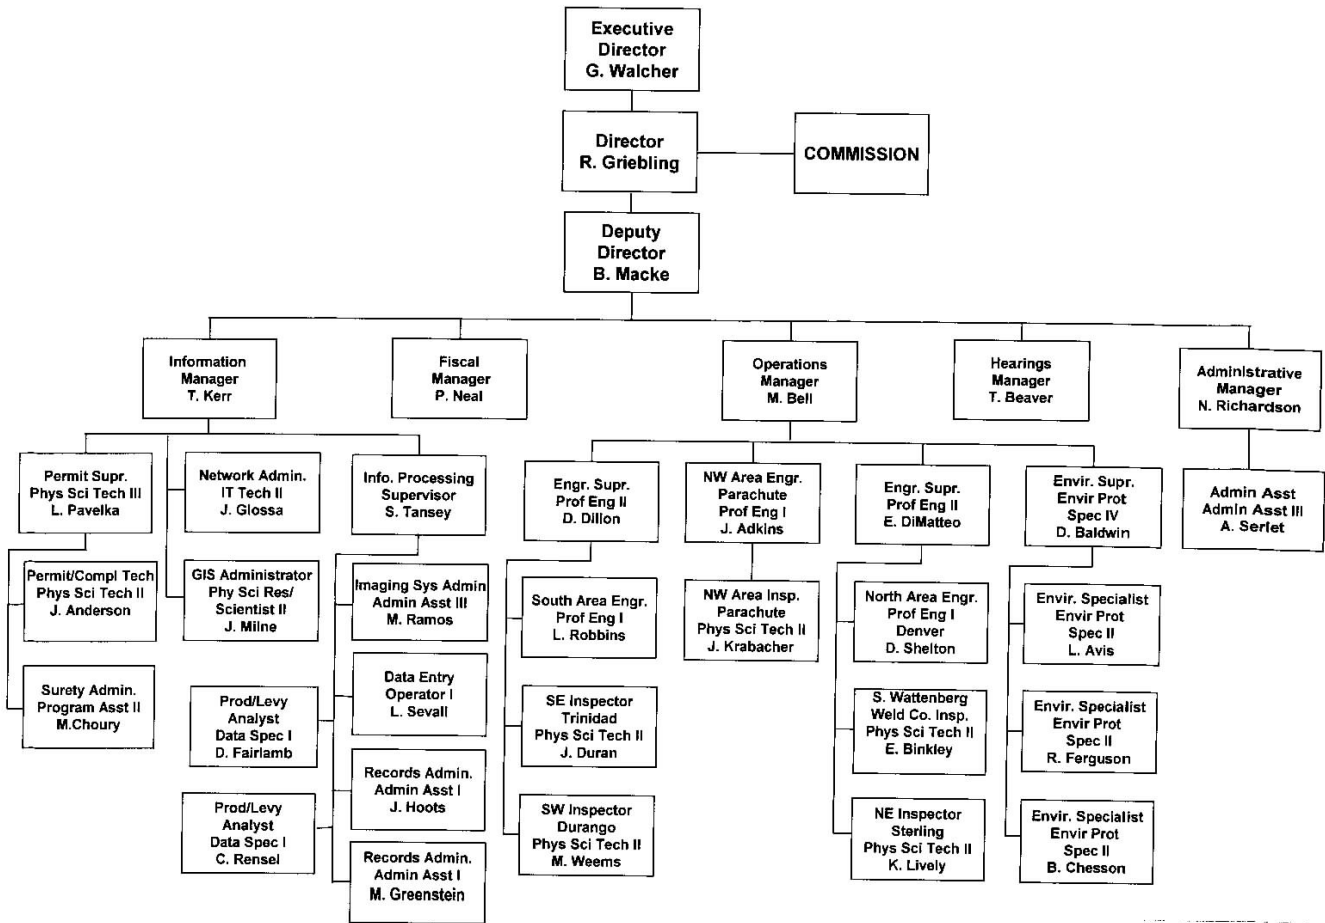 Executive
Director
G. Walcher
Director
R. Griebling
COMMISSION
Deputy
Director
B. Macke
Information
Manager
T. Kerr
Fiscal
Manager
P. Neal
Operations
Manager
M. Bell
Hearings
Manager
T. Beaver
Administrative
Manager
N. Richardson
Permit Supr.
Phys Sci Tech III
L. Pavelka
Network Admin.
IT Tech II
J. Glossa
Info. Processing
Supervisor
S. Tansey
Engr. Supr.
Prof Eng II
D. Dillon
NW Area Engr.
Parachute
Prof Eng I
J. Adkins
Engr. Supr.
Prof Eng II
E. DiMatteo
Envir. Supr.
Envir Prot
Spec IV
D. Baldwin
Admin Asst
Admin Asst III
A. Serlet
Permit/Compl Tech
Phys Sci Tech II
J. Anderson
GIS Administrator
Phy Sci Res/
Scientist II
J. Milne
Imaging Sys Admin
Admin Asst III
M. Ramos
South Area Engr.
Prof Eng I
L. Robbins
NW Area Insp.
Parachute
Phys Sci Tech II
J. Krabacher
North Area Engr.
Prof Eng I
Denver
D. Shelton
Envir. Specialist
Envir Prot
Spec II
L. Avis
Surety Admin.
Program Asst II
M.Choury
Prod/Levy
Analyst
Data Spec I
D. Fairlamb
Data Entry
Operator I
L. Sevall
SE Inspector
Trinidad
Phys Sci Tech II
J. Duran
S. Wattenberg
Weld Co. Insp.
Phys Sci Tech II
E. Binkley
Envir. Specialist
Envir Prot
Spec II
R. Ferguson
Records Admin.
Admin Asst I
J. Hoots
Prod/Levy
Analyst
Data Spec I
C. Rensel
SW Inspector
Durango
Phys Sci Tech II
M. Weems
NE Inspector
Sterling
Phys Sci Tech II
K. Lively
Envir. Specialist
Envir Prot
Spec II
B. Chesson
Records Admin.
Admin Asst I
M. Greenstein